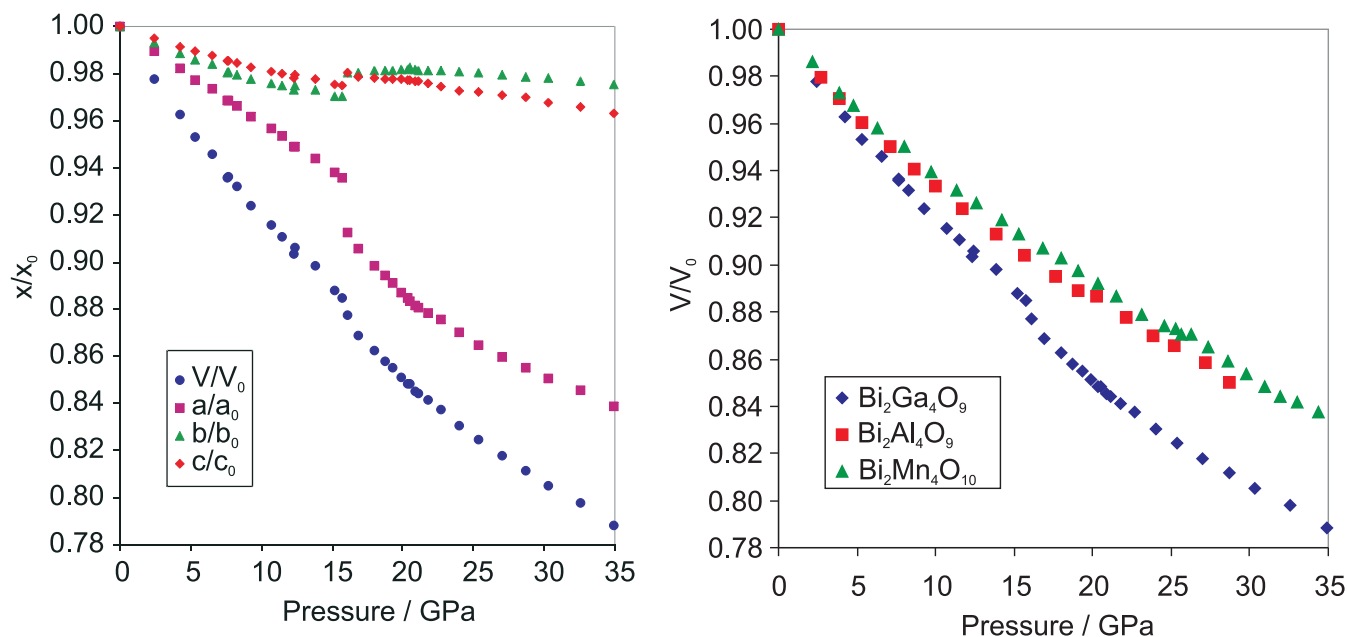 1.00
0.98
0.96
0.94
0.92
0.90
0.88
0.86
0.84
0.82
0.80
0.78
x/x₀
V/V₀
a/a₀
b/b₀
c/c₀
0 5 10 15 20 25 30 35
Pressure / GPa
1.00
0.98
0.96
0.94
0.92
0.90
0.88
0.86
0.84
0.82
0.80
0.78
V/V₀
Bi₂Ga₄O₉
Bi₂Al₄O₉
Bi₂Mn₄O₁₀
0 5 10 15 20 25 30 35
Pressure / GPa